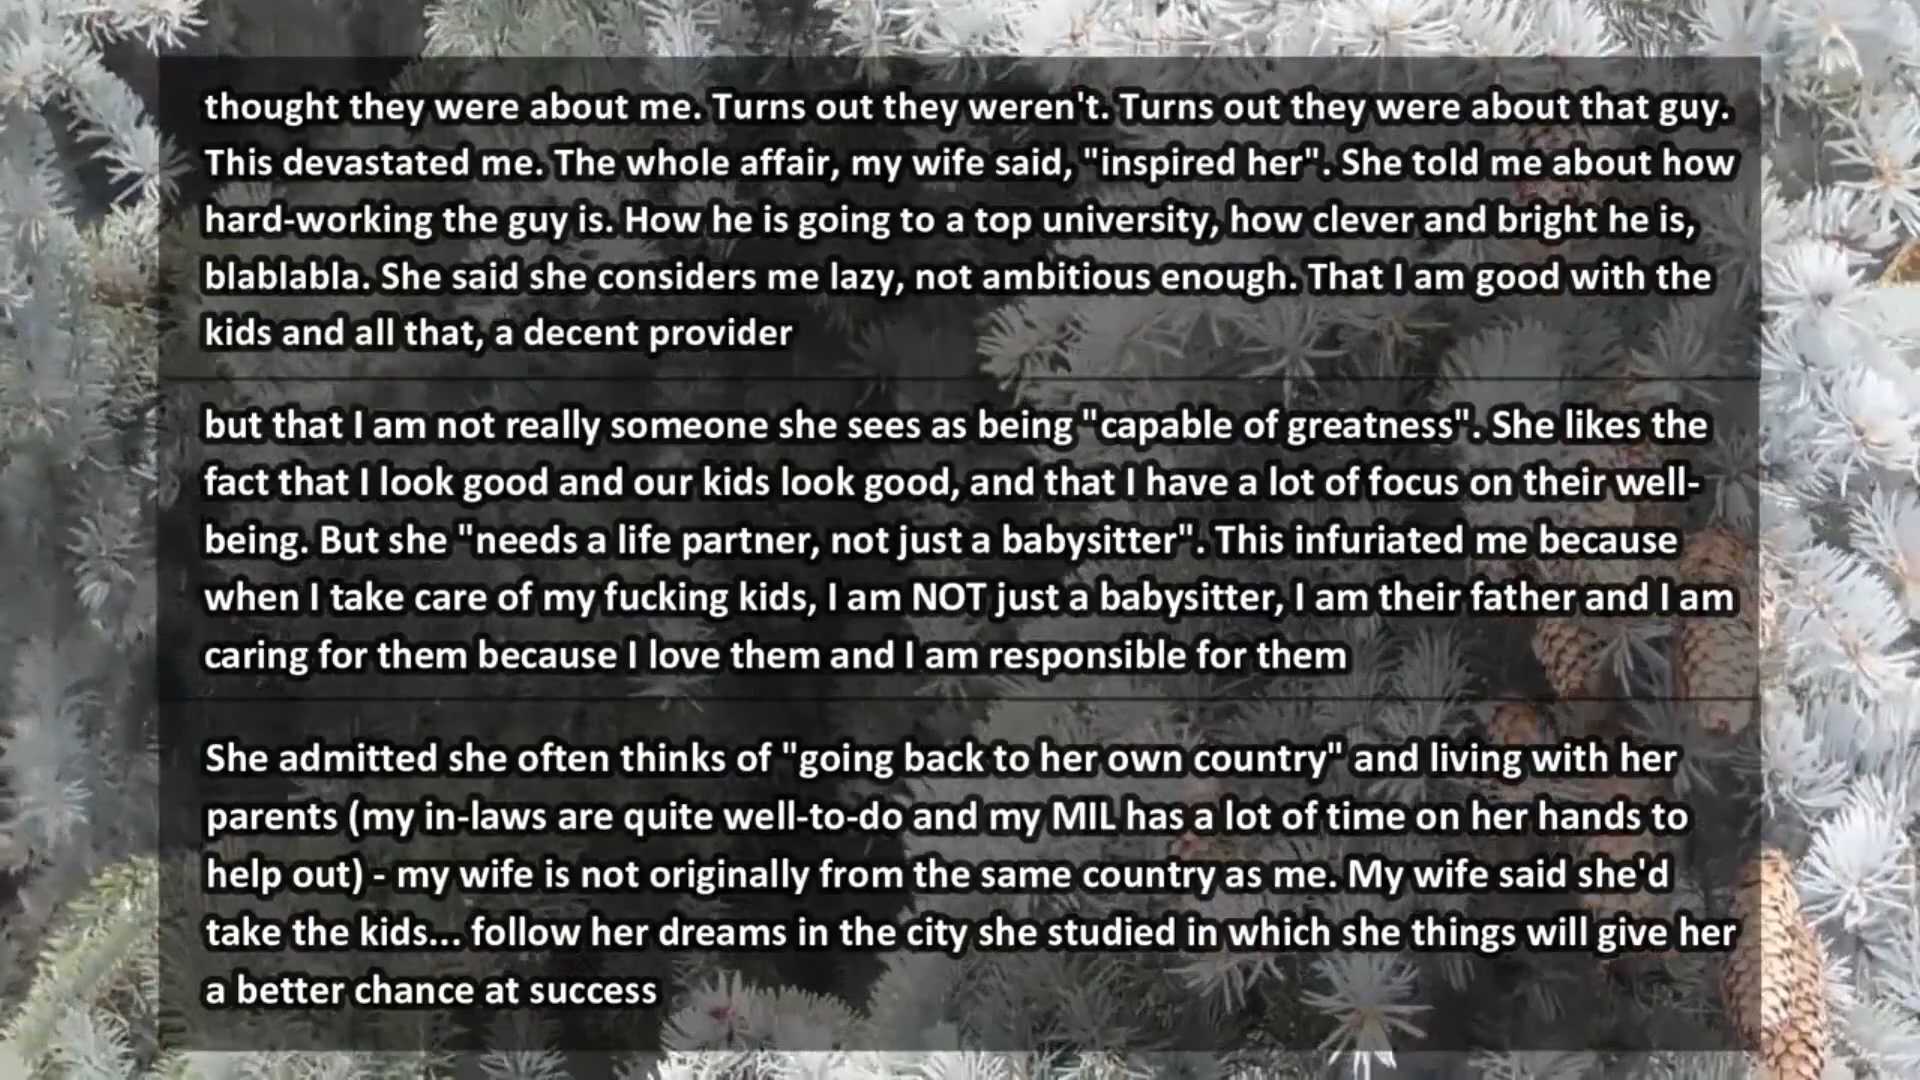 thought they were about me. Turns out they weren't. Turns out they were about that guy.
This devastated me. The whole affair, my wife said, "inspired her". She told me about how
hard-working the guy is. How he is going to a top university, how clever and bright he is,
blablabla. She said she considers me lazy, not ambitious enough. That I am good with the
kids and all that, a decent provider
but that I am not really someone she sees as being "capable of greatness". She likes the
fact that I look good and our kids look good, and that I have a lot of focus on their well-
being. But she "needs a life partner, not just a babysitter". This infuriated me because
when I take care of my fucking kids, I am NOT just a babysitter, I am their father and I am
caring for them because I love them and I am responsible for them
She admitted she often thinks of "going back to her own country" and living with her
parents (my in-laws are quite well-to-do and my MIL has a lot of time on her hands to
help out) - my wife is not originally from the same country as me. My wife said she'd
take the kids... follow her dreams in the city she studied in which she things will give her
a better chance at success